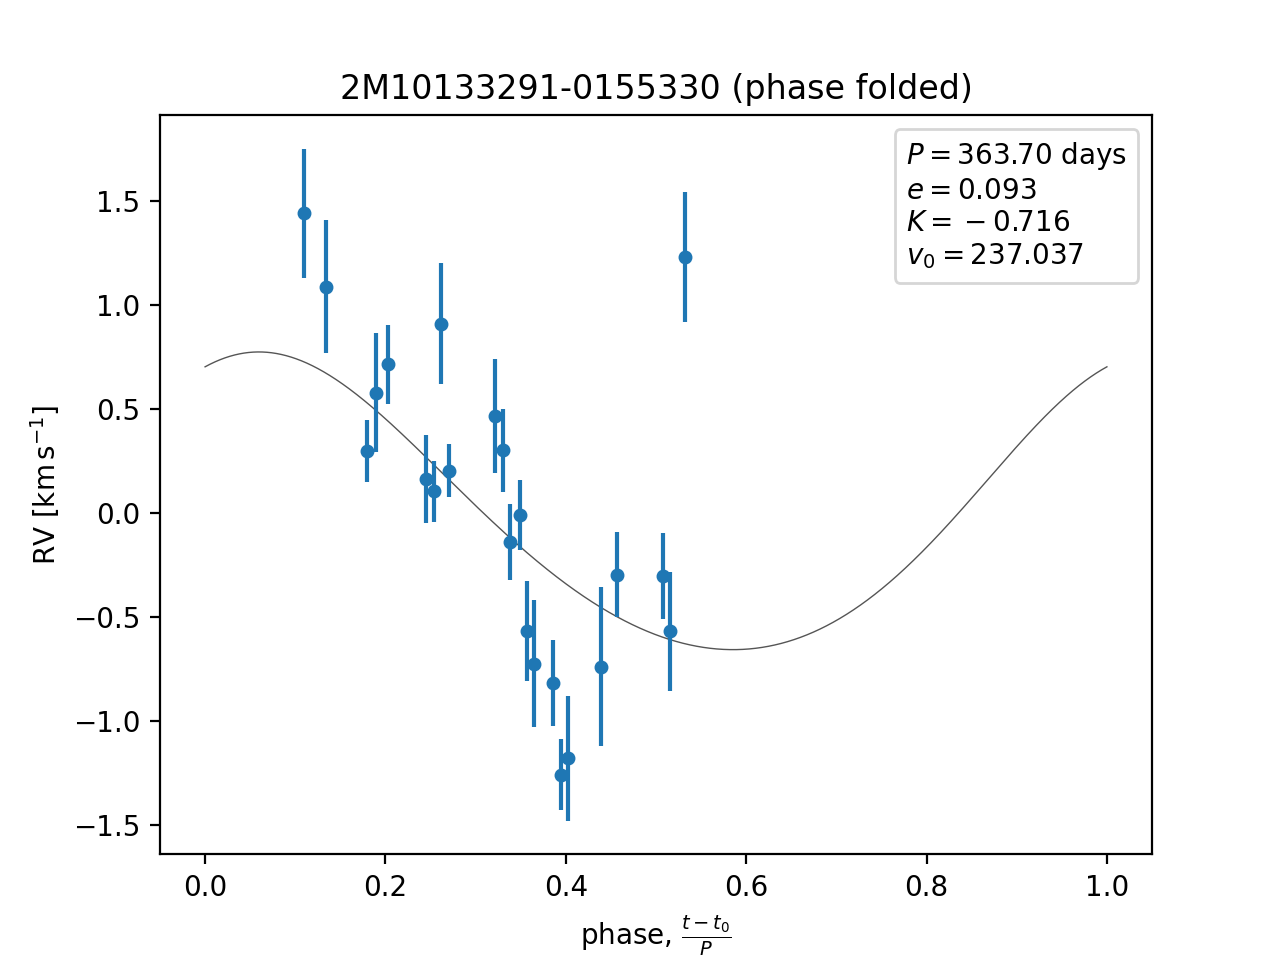 2M10133291-0155330 (phase folded)
P = 363.70 days
e = 0.093
K = −0.716
v₀ = 237.037
1.5
1.0
0.5
0.0
−0.5
−1.0
−1.5
RV [km s⁻¹]
0.0 0.2 0.4 0.6 0.8 1.0
phase, (t − t₀)/P